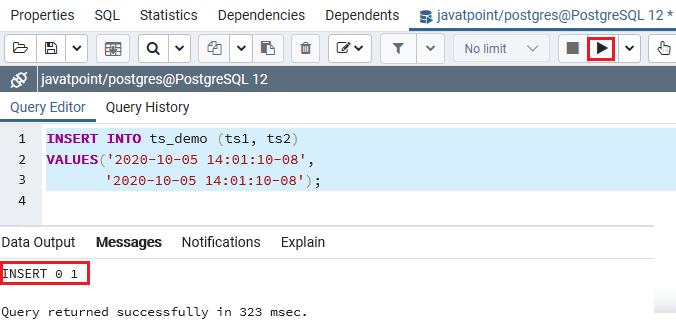 Properties SQL Statistics Dependencies Dependents javatpoint/postgres@PostgreSQL 12 *
No limit
javatpoint/postgres@PostgreSQL 12
Query Editor Query History
1 INSERT INTO ts_demo (ts1, ts2)
2 VALUES('2020-10-05 14:01:10-08',
3 '2020-10-05 14:01:10-08');
4
Data Output Messages Notifications Explain
INSERT 0 1
Query returned successfully in 323 msec.